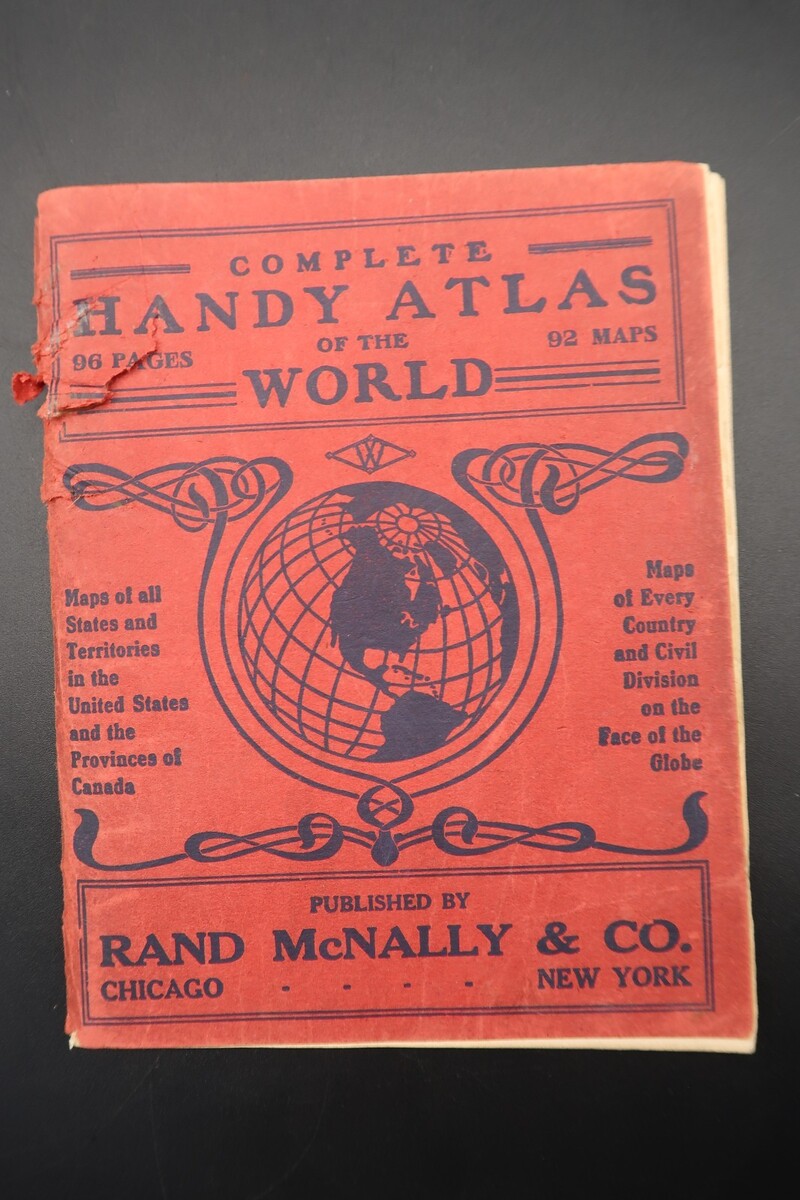 COMPLETE
HANDY ATLAS
OF THE
96 PAGES
92 MAPS
WORLD
W
Maps of all
States and
Territories
in the
United States
and the
Provinces of
Canada
Maps
of Every
Country
and Civil
Division
on the
Face of the
Globe
PUBLISHED BY
RAND McNALLY & CO.
CHICAGO - - - - NEW YORK